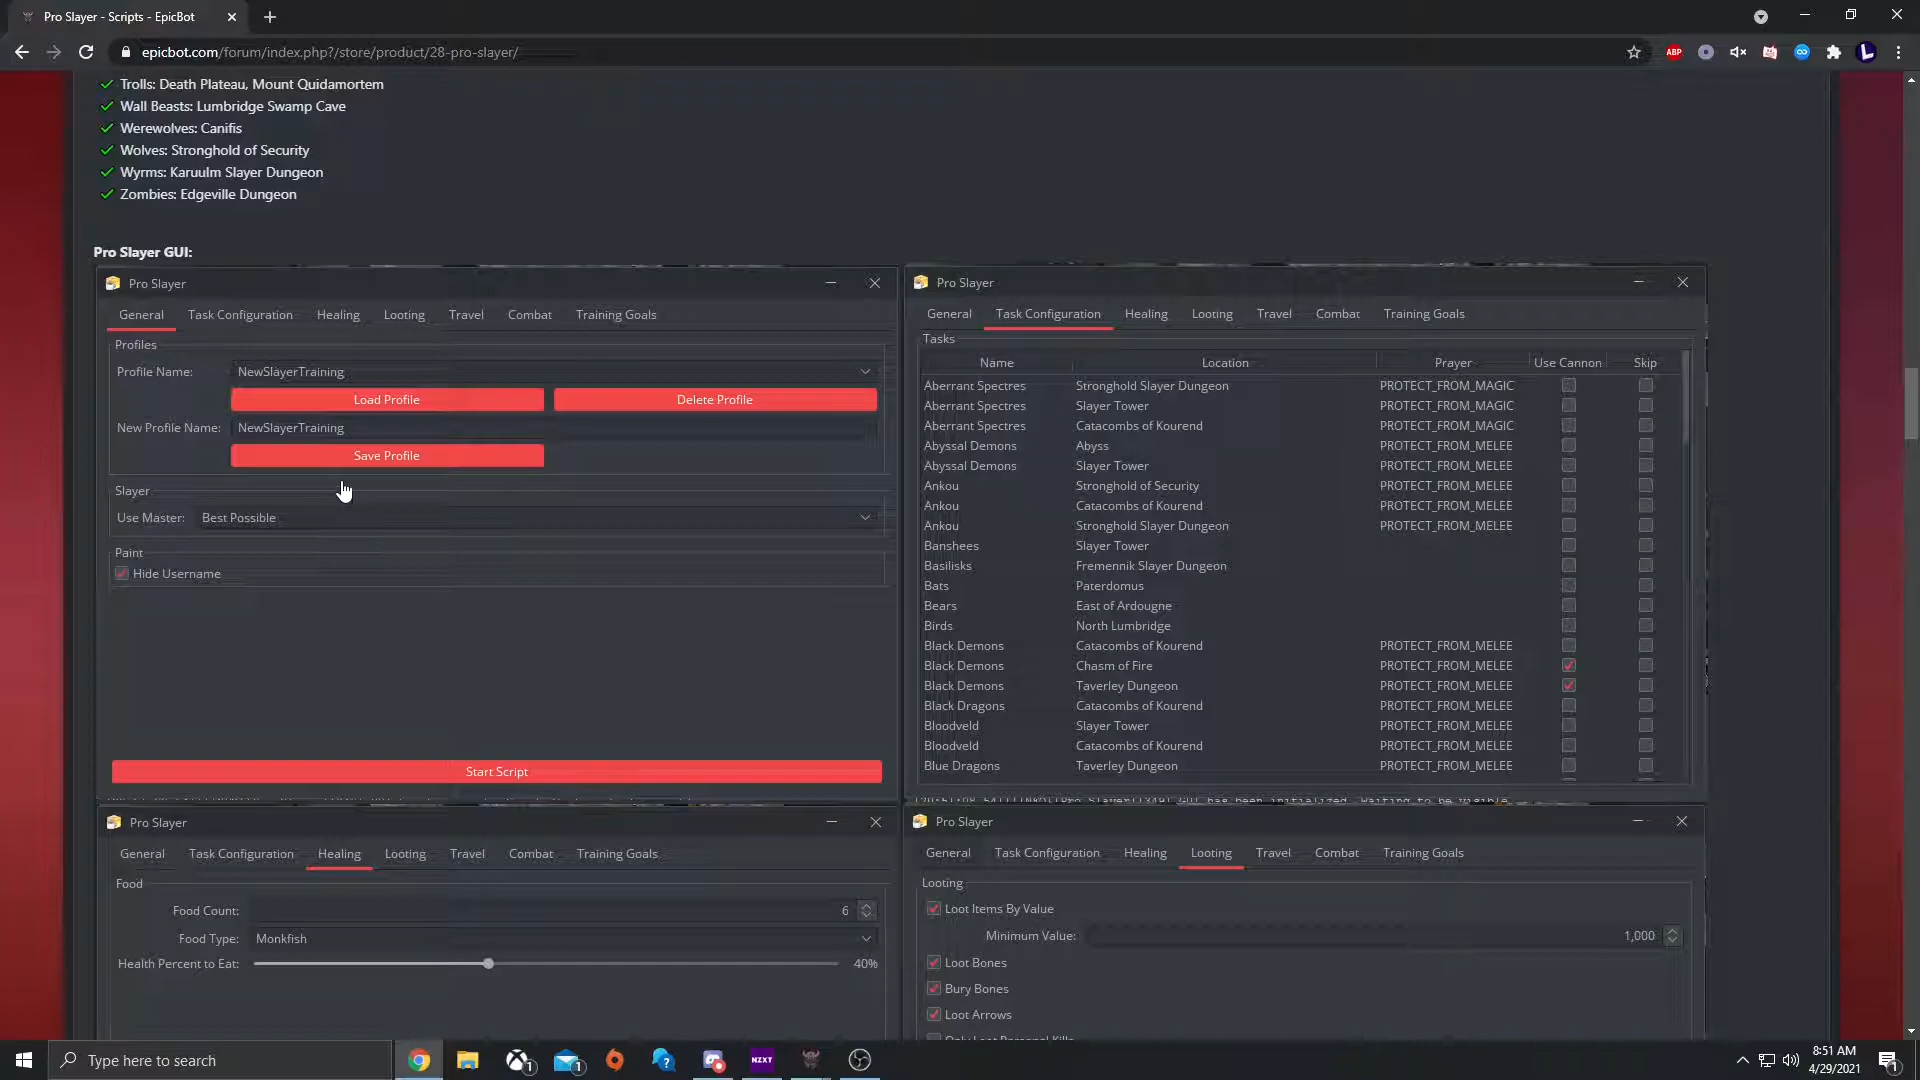 Pro Slayer - Scripts - EpicBot
epicbot.com/forum/index.php?/store/product/28-pro-slayer/
ABP
L
Trolls: Death Plateau, Mount Quidamortem
Wall Beasts: Lumbridge Swamp Cave
Werewolves: Canifis
Wolves: Stronghold of Security
Wyrms: Karuulm Slayer Dungeon
Zombies: Edgeville Dungeon
Pro Slayer GUI:
Pro Slayer
General Task Configuration Healing Looting Travel Combat Training Goals
Profiles
Profile Name: NewSlayerTraining
Load Profile Delete Profile
New Profile Name: NewSlayerTraining
Save Profile
Slayer
Use Master: Best Possible
Paint
Hide Username
Start Script
Pro Slayer
General Task Configuration Healing Looting Travel Combat Training Goals
Tasks
Name Location Prayer Use Cannon Skip
Aberrant Spectres Stronghold Slayer Dungeon PROTECT_FROM_MAGIC
Aberrant Spectres Slayer Tower PROTECT_FROM_MAGIC
Aberrant Spectres Catacombs of Kourend PROTECT_FROM_MAGIC
Abyssal Demons Abyss PROTECT_FROM_MELEE
Abyssal Demons Slayer Tower PROTECT_FROM_MELEE
Ankou Stronghold of Security PROTECT_FROM_MELEE
Ankou Catacombs of Kourend PROTECT_FROM_MELEE
Ankou Stronghold Slayer Dungeon PROTECT_FROM_MELEE
Banshees Slayer Tower
Basilisks Fremennik Slayer Dungeon
Bats Paterdomus
Bears East of Ardougne
Birds North Lumbridge
Black Demons Catacombs of Kourend PROTECT_FROM_MELEE
Black Demons Chasm of Fire PROTECT_FROM_MELEE
Black Demons Taverley Dungeon PROTECT_FROM_MELEE
Black Dragons Catacombs of Kourend PROTECT_FROM_MELEE
Bloodveld Slayer Tower PROTECT_FROM_MELEE
Bloodveld Catacombs of Kourend PROTECT_FROM_MELEE
Blue Dragons Taverley Dungeon PROTECT_FROM_MELEE
Pro Slayer
General Task Configuration Healing Looting Travel Combat Training Goals
Food
Food Count: 6
Food Type: Monkfish
Health Percent to Eat: 40%
Pro Slayer
General Task Configuration Healing Looting Travel Combat Training Goals
Looting
Loot Items By Value
Minimum Value: 1,000
Loot Bones
Bury Bones
Loot Arrows
Only Loot Personal Kills
Type here to search
1
1
NZXT
8:51 AM
4/29/2021
1